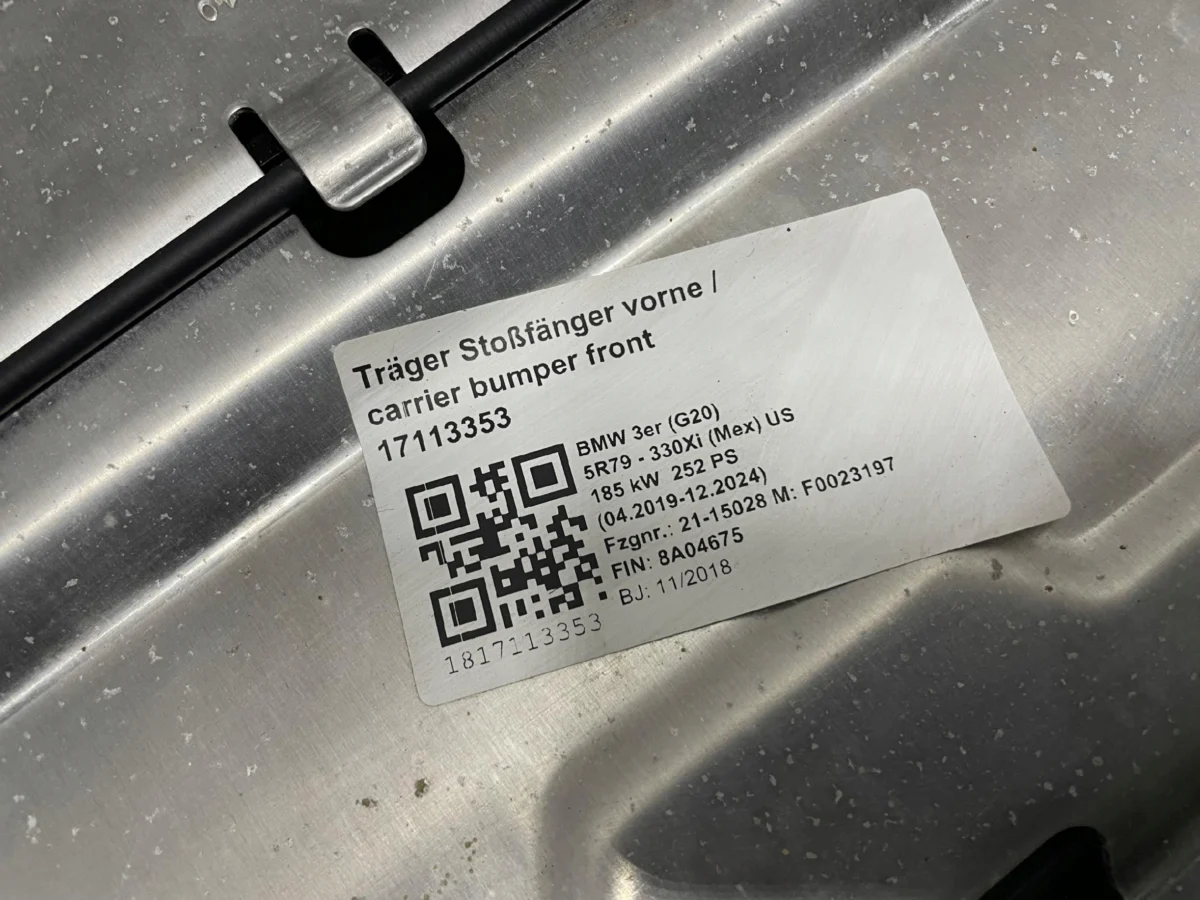 Träger Stoßfänger vorne /
carrier bumper front
17113353
BMW 3er (G20)
5R79 - 330Xi (Mex) US
185 kW 252 PS
(04.2019-12.2024)
Fzgnr.: 21-15028 M: F0023197
FIN: 8A04675
BJ: 11/2018
1817113353